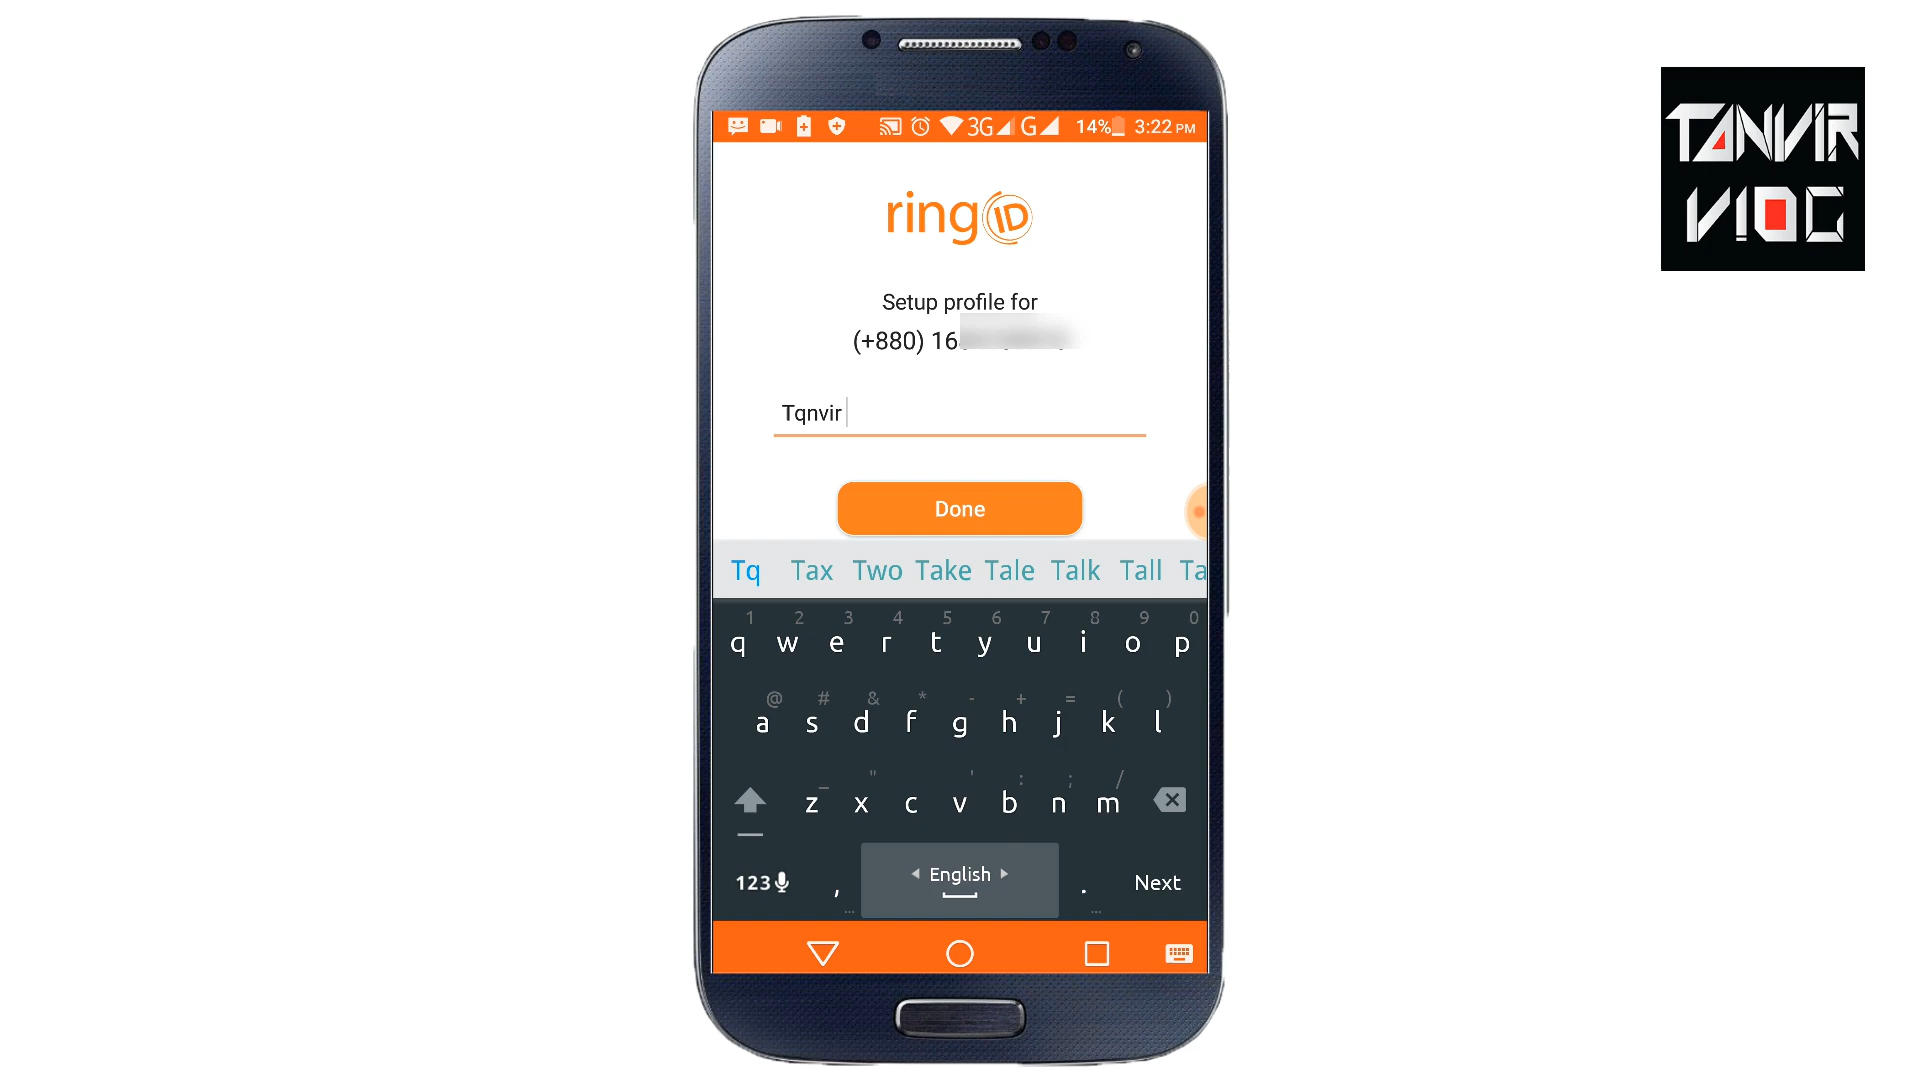 3G G 14% 3:22 PM
TANVIR
VlOG
ringID
Setup profile for
(+880) 16
Tqnvir
Done
Tq Tax Two Take Tale Talk Tall Ta
1 2 3 4 5 6 7 8 9 0
q w e r t y u i o p
@ # & * - + = ( )
a s d f g h j k l
_ " ' : ; /
z x c v b n m
123 , English . Next